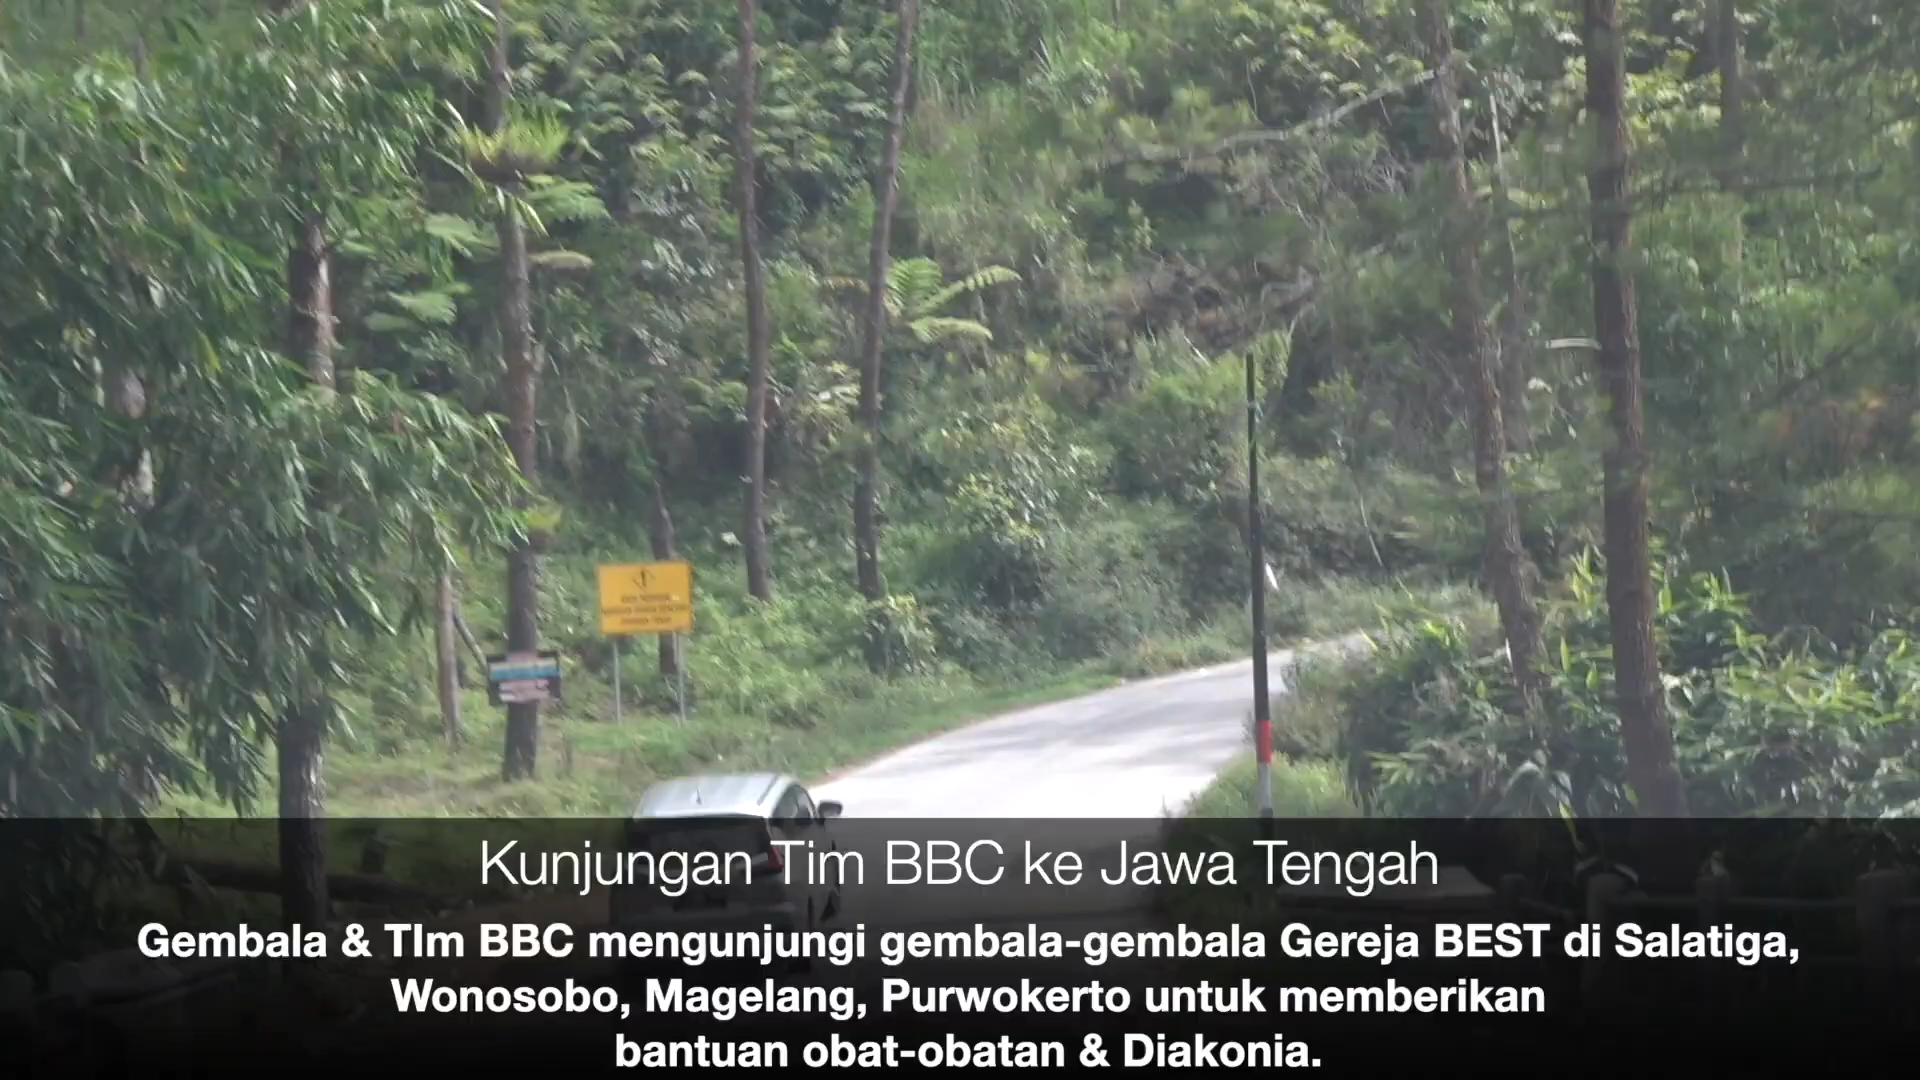 Kunjungan Tim BBC ke Jawa Tengah
Gembala & TIm BBC mengunjungi gembala-gembala Gereja BEST di Salatiga,
Wonosobo, Magelang, Purwokerto untuk memberikan
bantuan obat-obatan & Diakonia.